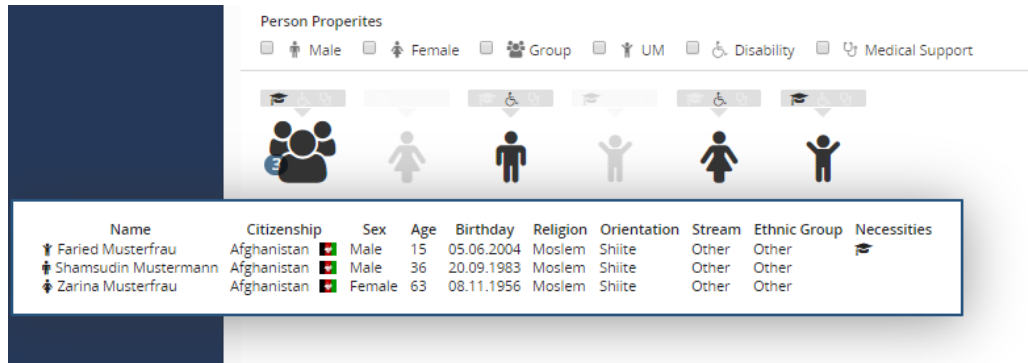 Person Properites
Male Female Group UM Disability Medical Support
3
Name Citizenship Sex Age Birthday Religion Orientation Stream Ethnic Group Necessities
Faried Musterfrau Afghanistan Male 15 05.06.2004 Moslem Shiite Other Other
Shamsudin Mustermann Afghanistan Male 36 20.09.1983 Moslem Shiite Other Other
Zarina Musterfrau Afghanistan Female 63 08.11.1956 Moslem Shiite Other Other